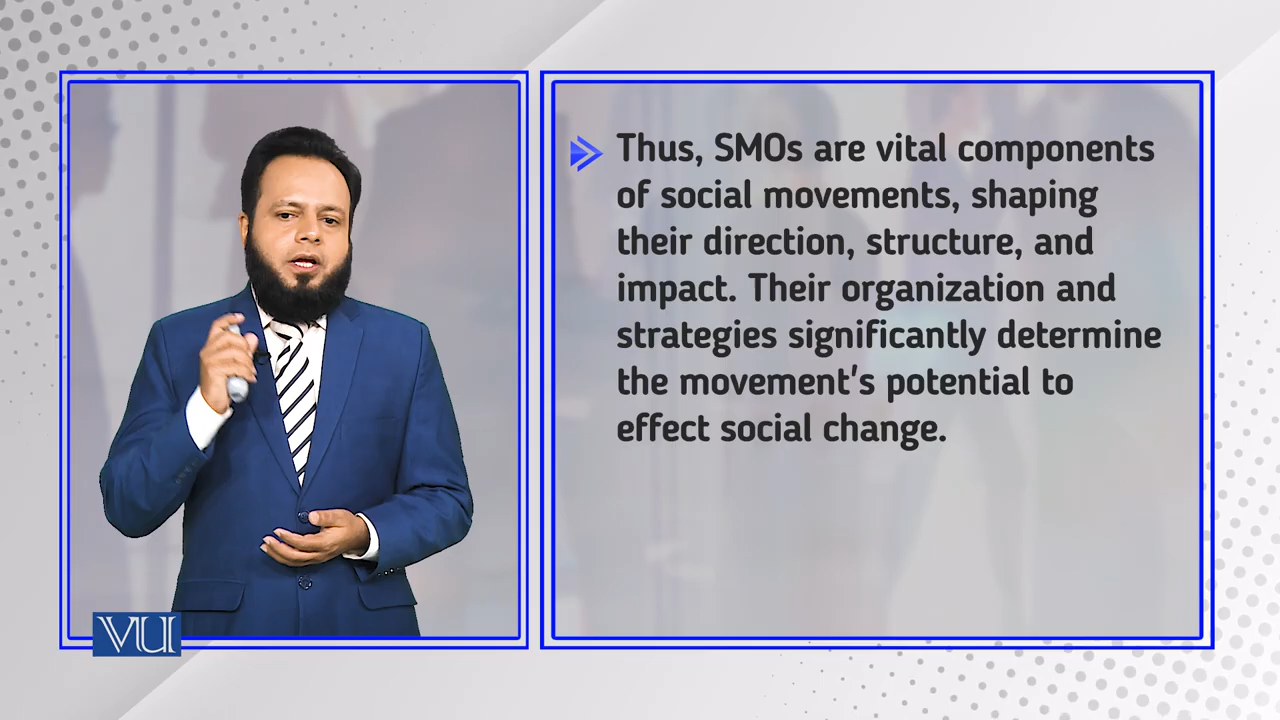 Thus, SMOs are vital components
of social movements, shaping
their direction, structure, and
impact. Their organization and
strategies significantly determine
the movement's potential to
effect social change.
VU